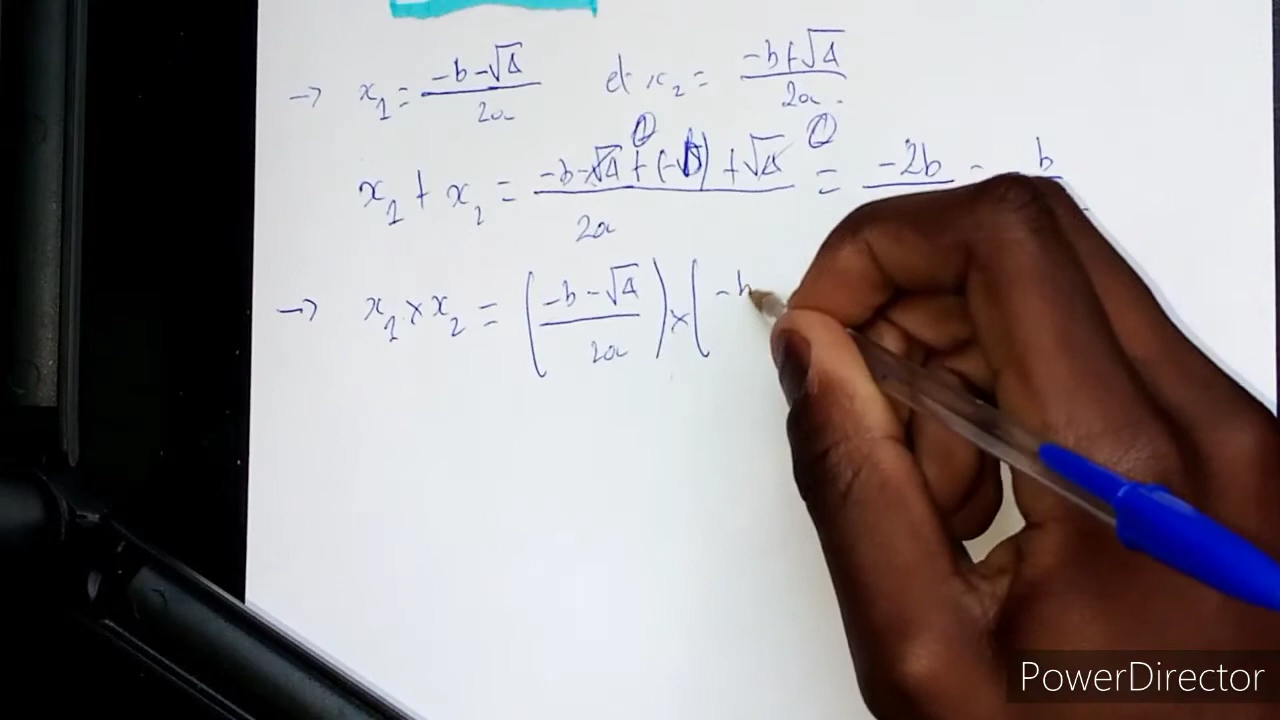 → x₁ = (-b - √Δ)/2a et x₂ = (-b + √Δ)/2a
x₁ + x₂ = (-b - √Δ + (-b) + √Δ)/2a = -2b b
→ x₁ × x₂ = ((-b - √Δ)/2a) × (-b
PowerDirector